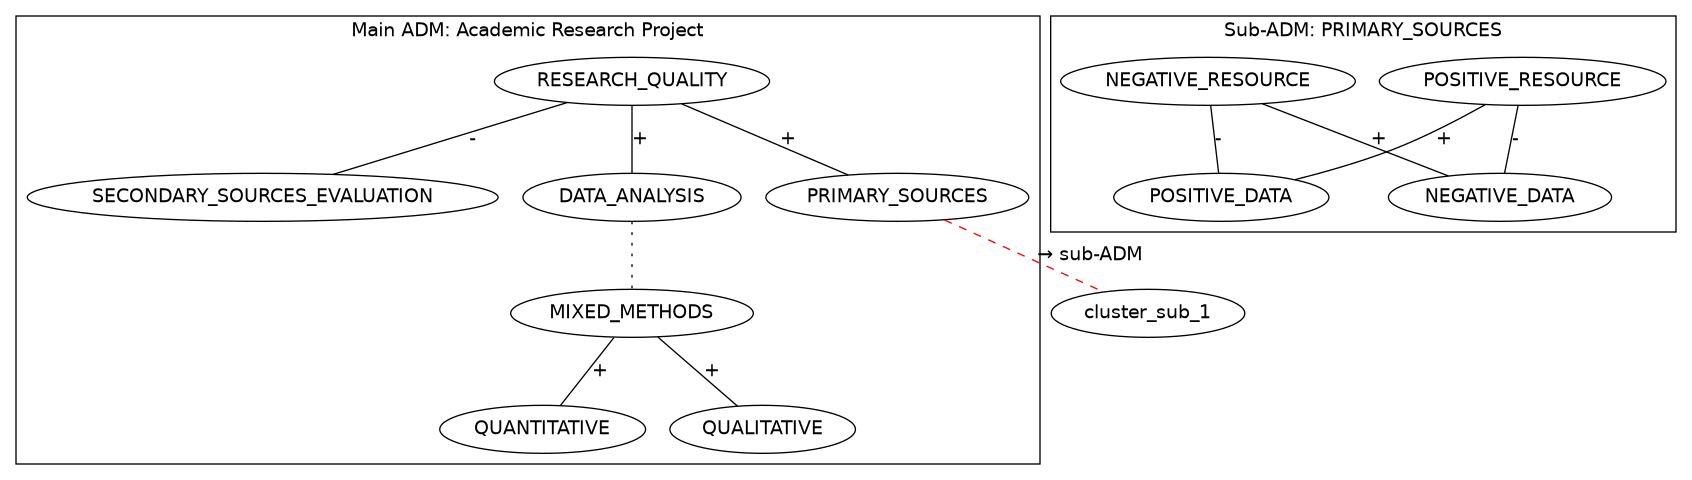 Main ADM: Academic Research Project
Sub-ADM: PRIMARY_SOURCES
RESEARCH_QUALITY
NEGATIVE_RESOURCE
POSITIVE_RESOURCE
-
+
+
-
+
+
-
SECONDARY_SOURCES_EVALUATION
DATA_ANALYSIS
PRIMARY_SOURCES
POSITIVE_DATA
NEGATIVE_DATA
→ sub-ADM
MIXED_METHODS
cluster_sub_1
+
+
QUANTITATIVE
QUALITATIVE